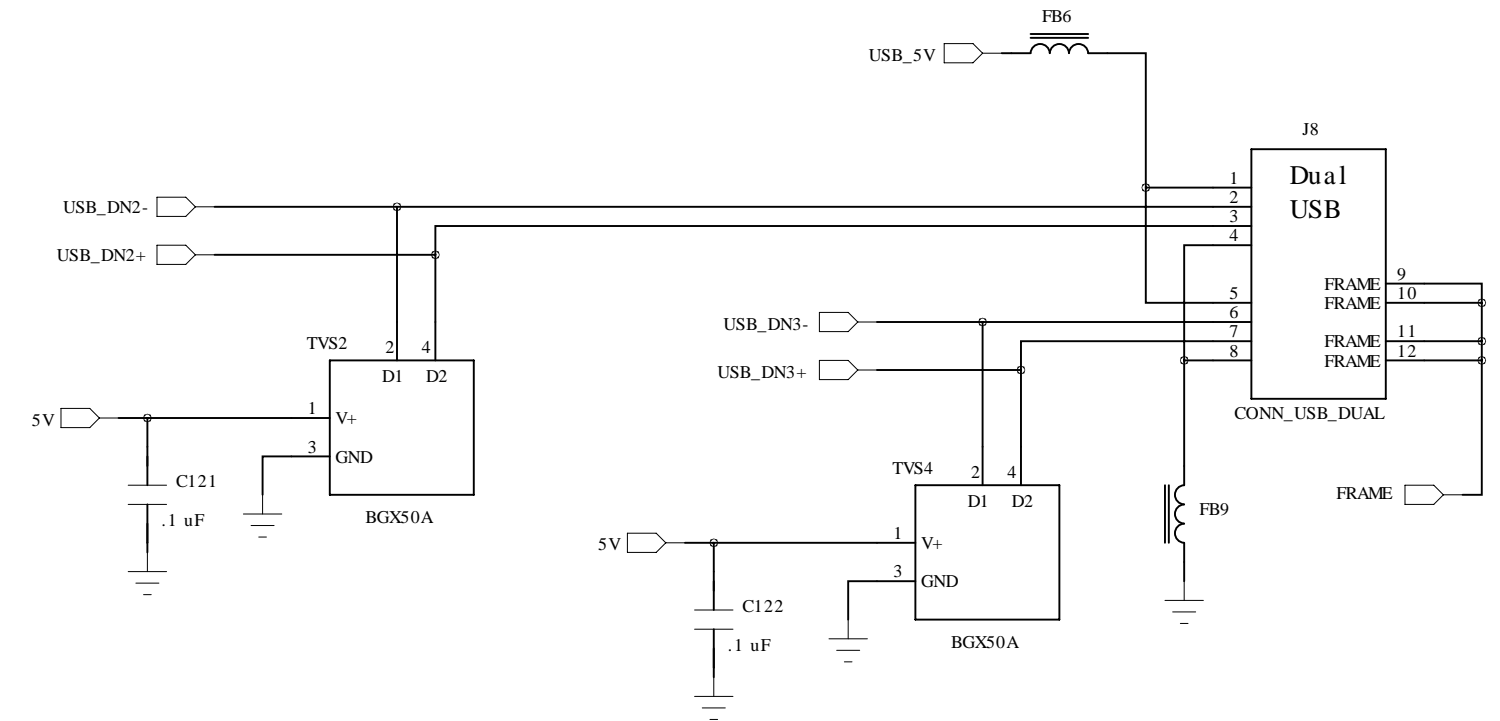 FB6
USB_5V
J8
Dual
USB
1
2
3
4
5
6
7
8
FRAME 9
FRAME 10
FRAME 11
FRAME 12
CONN_USB_DUAL
USB_DN2-
USB_DN2+
TVS2
2 4
D1 D2
5V
1 V+
3 GND
C121
.1 uF
BGX50A
USB_DN3-
USB_DN3+
TVS4
2 4
D1 D2
5V
1 V+
3 GND
C122
.1 uF
BGX50A
FB9
FRAME